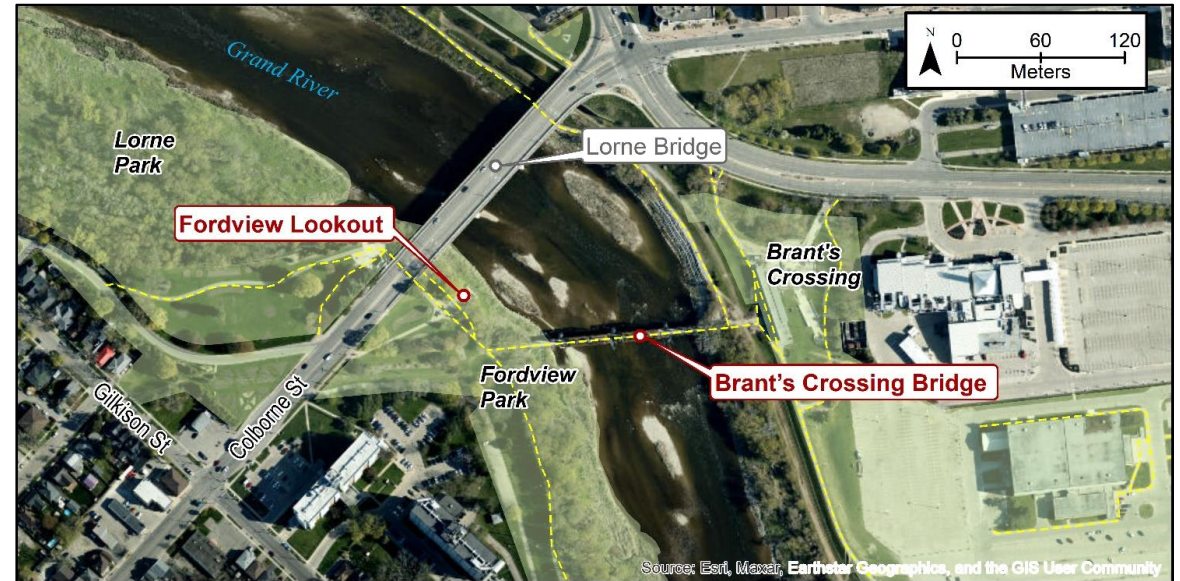 N
0 60 120
Meters
Grand River
Lorne
Park
Lorne Bridge
Fordview Lookout
Brant's
Crossing
Fordview
Park
Brant's Crossing Bridge
Gilkison St
Colborne St
Source: Esri, Maxar, Earthstar Geographics, and the GIS User Community